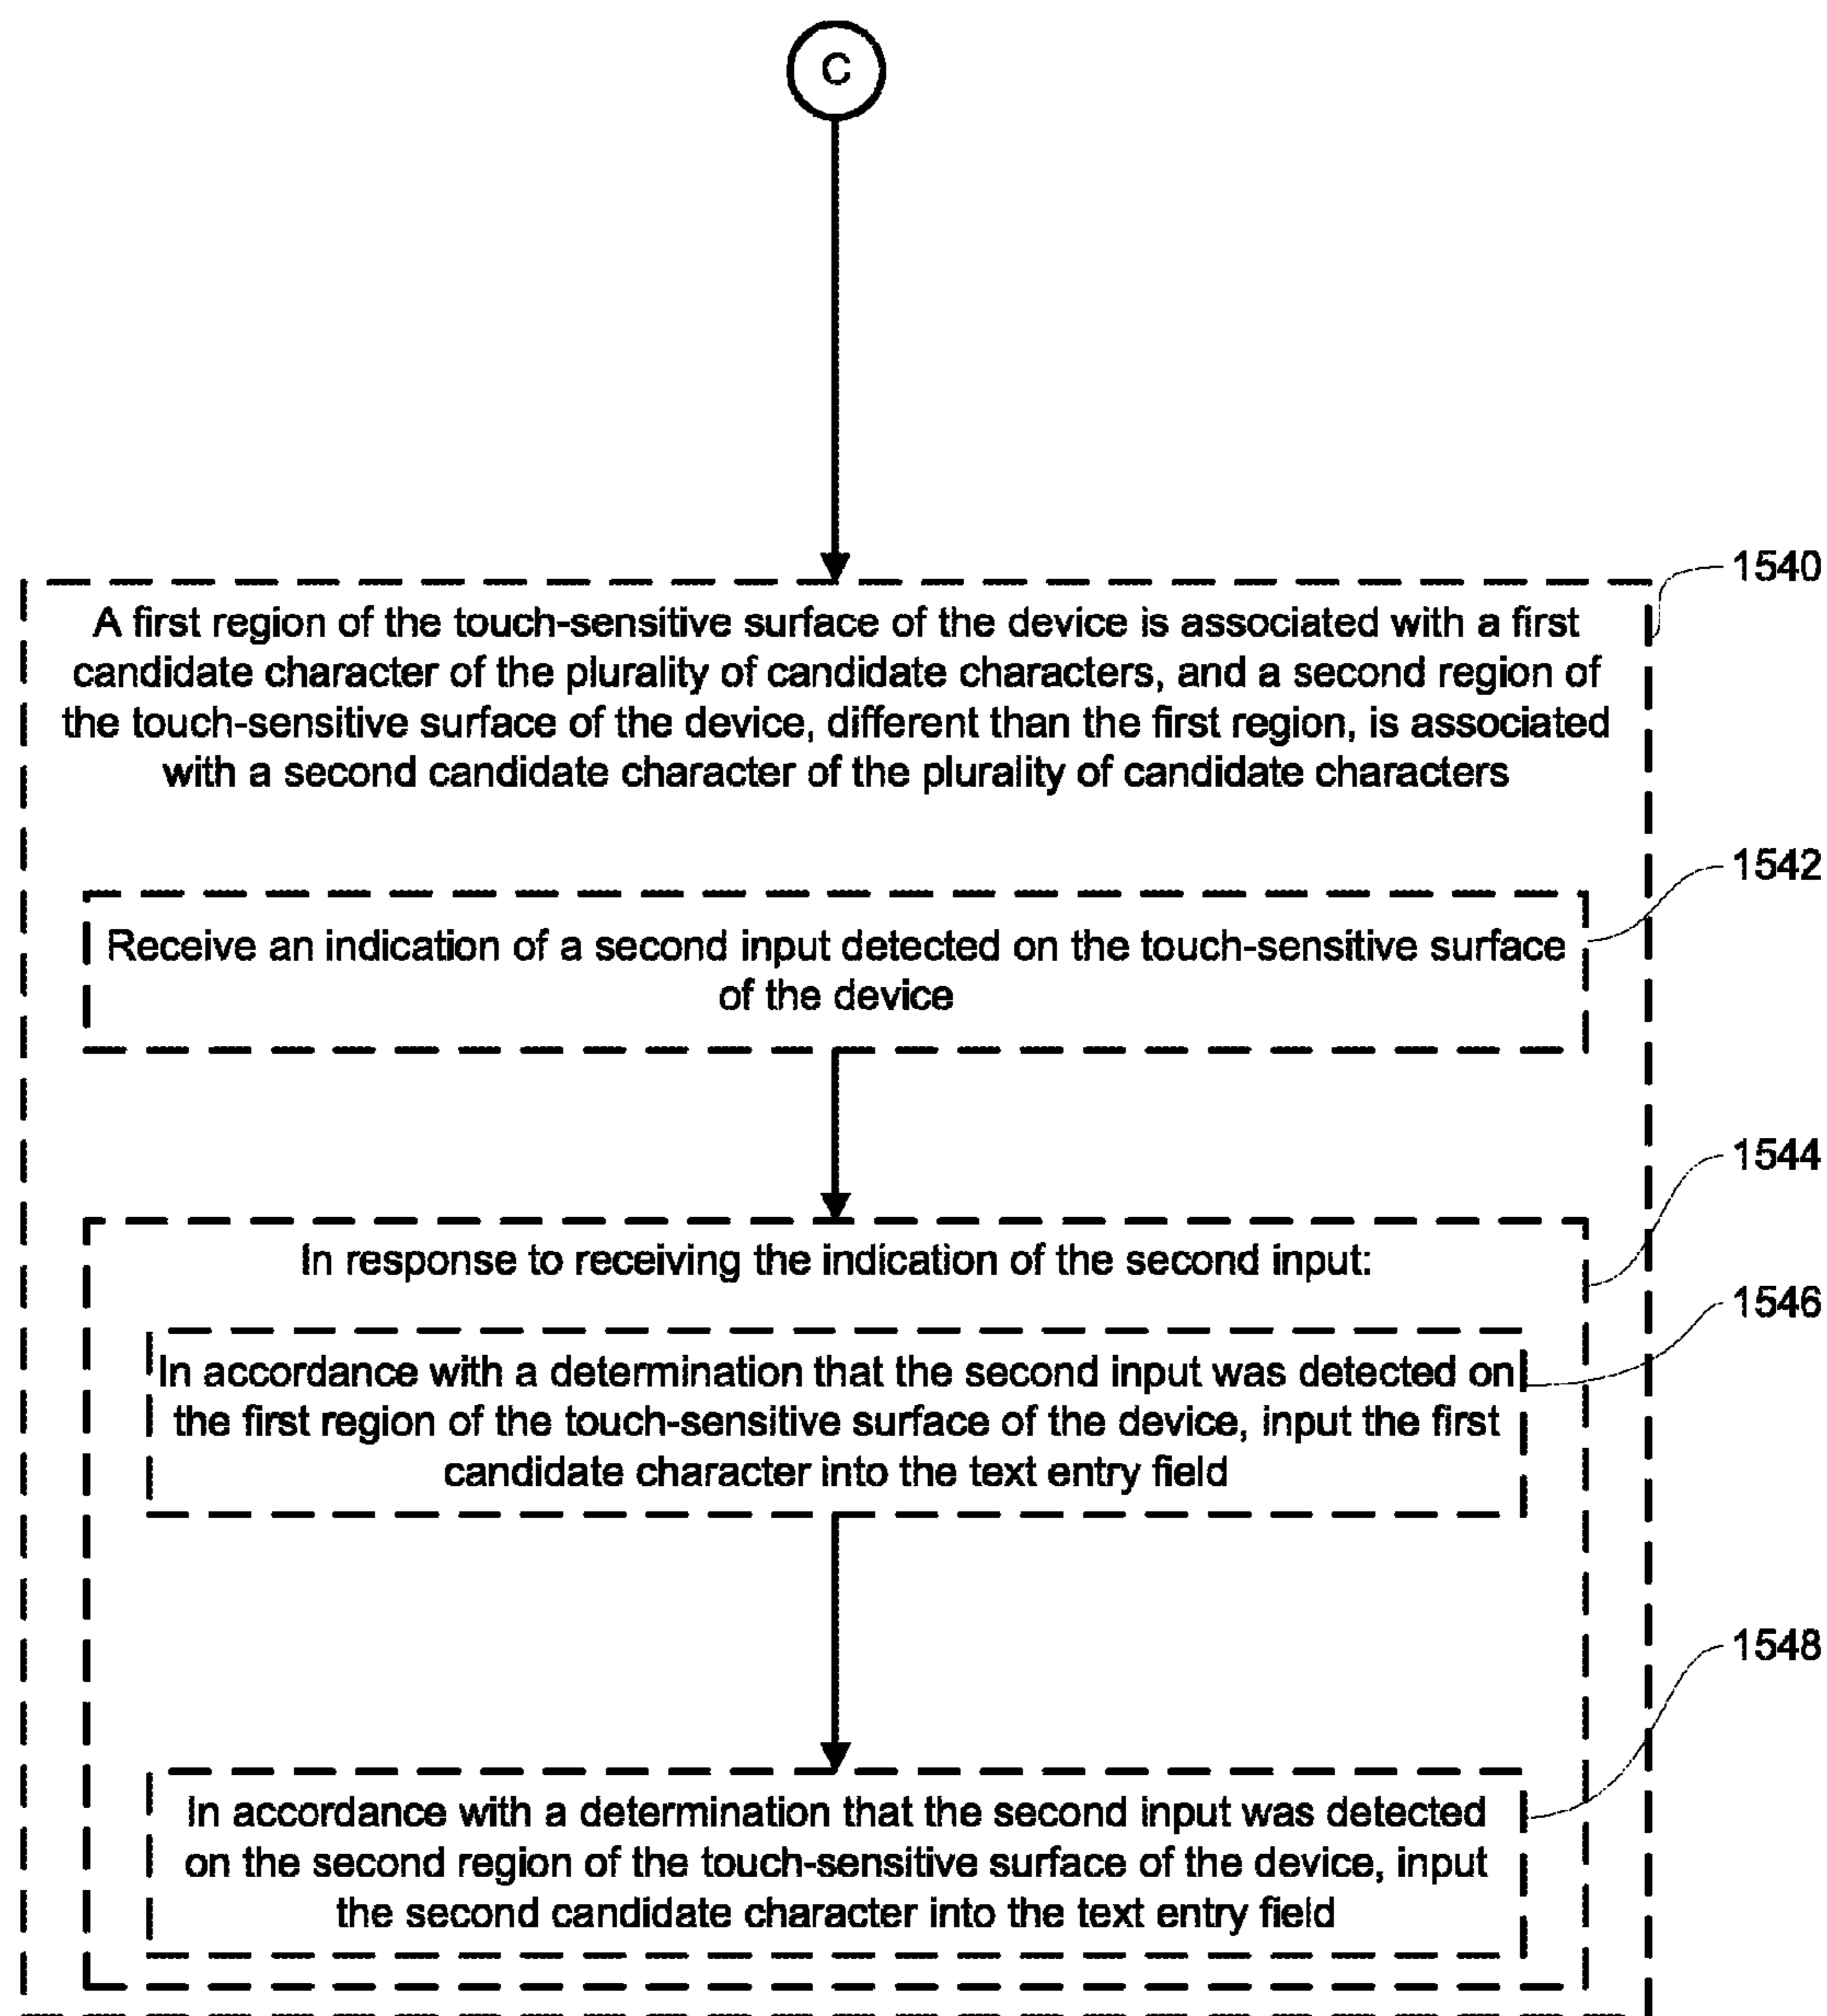 C
1540
A first region of the touch-sensitive surface of the device is associated with a first
candidate character of the plurality of candidate characters, and a second region of
the touch-sensitive surface of the device, different than the first region, is associated
with a second candidate character of the plurality of candidate characters
1542
Receive an indication of a second input detected on the touch-sensitive surface
of the device
1544
In response to receiving the indication of the second input:
1546
In accordance with a determination that the second input was detected on
the first region of the touch-sensitive surface of the device, input the first
candidate character into the text entry field
1548
In accordance with a determination that the second input was detected
on the second region of the touch-sensitive surface of the device, input
the second candidate character into the text entry field